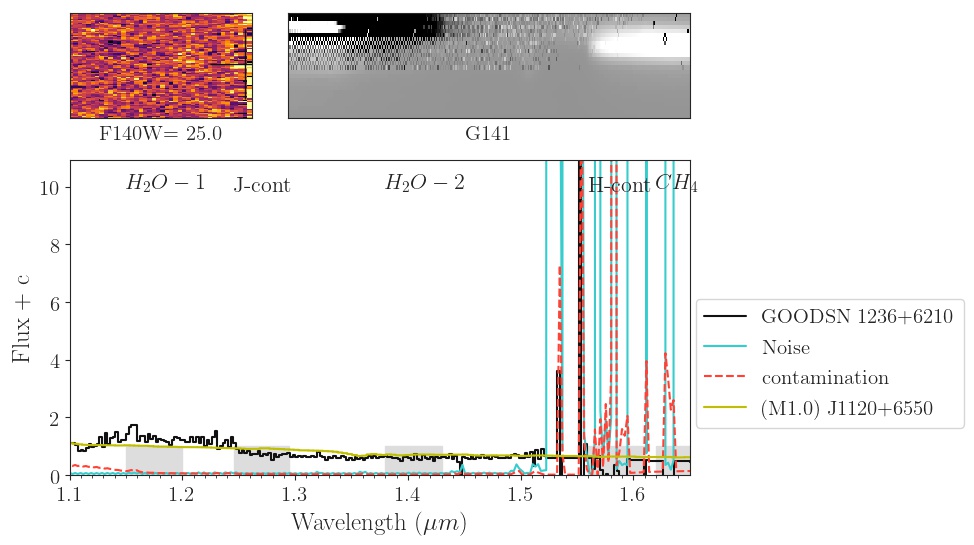 F140W= 25.0
G141
H₂O − 1
J-cont
H₂O − 2
H-cont
CH₄
10
8
6
4
2
0
Flux + c
1.1
1.2
1.3
1.4
1.5
1.6
Wavelength (μm)
GOODSN 1236+6210
Noise
contamination
(M1.0) J1120+6550